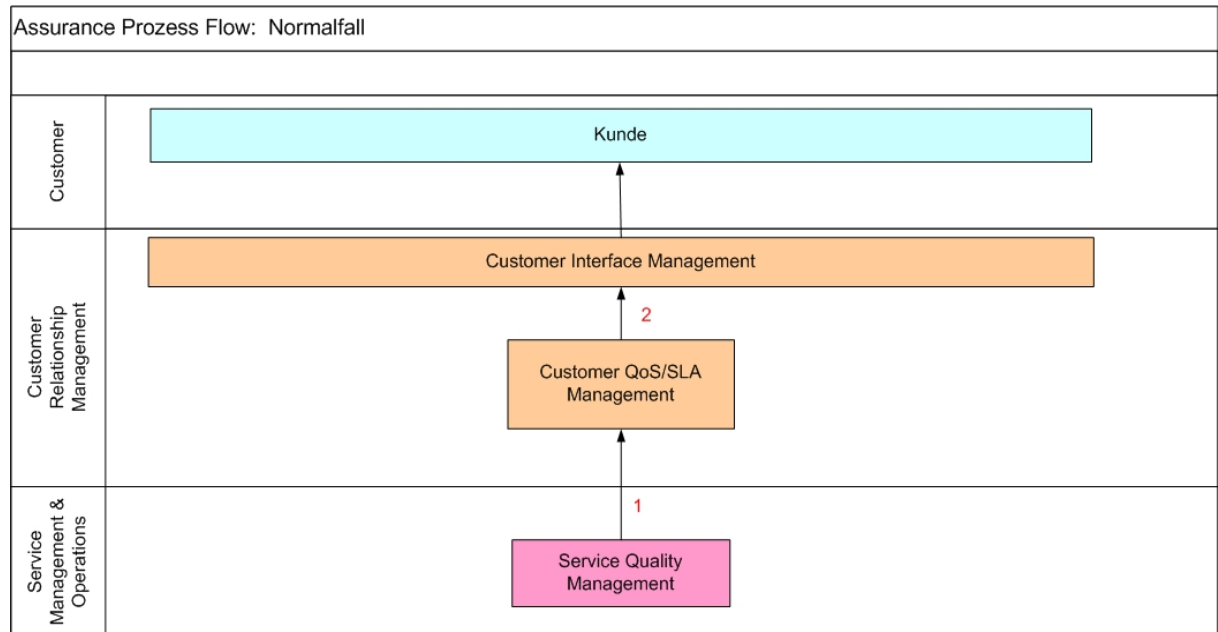 Assurance Prozess Flow: Normalfall
Customer
Kunde
Customer
Relationship
Management
Customer Interface Management
2
Customer QoS/SLA
Management
1
Service
Management &
Operations
Service Quality
Management